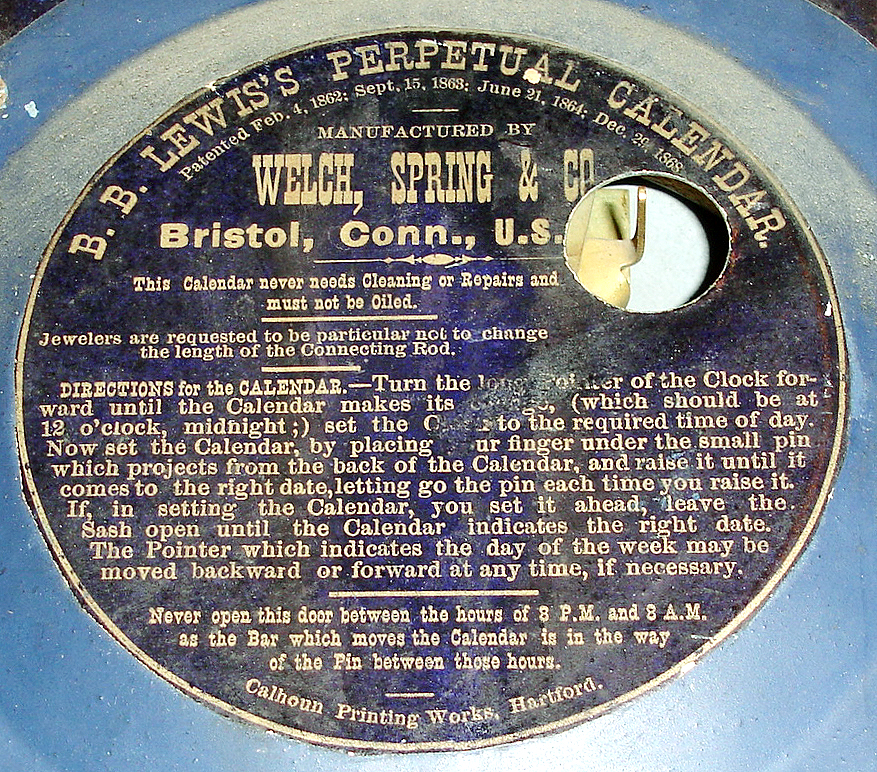 B. B. LEWIS'S PERPETUAL CALENDAR.
Patented Feb. 4, 1862; Sept. 15, 1863; June 21, 1864; Dec. 29, 1868.
MANUFACTURED BY
WELCH, SPRING & CO
Bristol, Conn., U.S.
This Calendar never needs Cleaning or Repairs and
must not be Oiled.
Jewelers are requested to be particular not to change
the length of the Connecting Rod.
DIRECTIONS for the CALENDAR.—Turn the long of the Clock for-
ward until the Calendar makes its (which should be at
12 o'clock, midnight;) set the to the required time of day.
Now set the Calendar, by placing ur finger under the small pin
which projects from the back of the Calendar, and raise it until it
comes to the right date, letting go the pin each time you raise it.
If, in setting the Calendar, you set it ahead, leave the
Sash open until the Calendar indicates the right date.
The Pointer which indicates the day of the week may be
moved backward or forward at any time, if necessary.
Never open this door between the hours of 8 P.M. and 8 A.M.
as the Bar which moves the Calendar is in the way
of the Pin between those hours.
Calhoun Printing Works, Hartford.